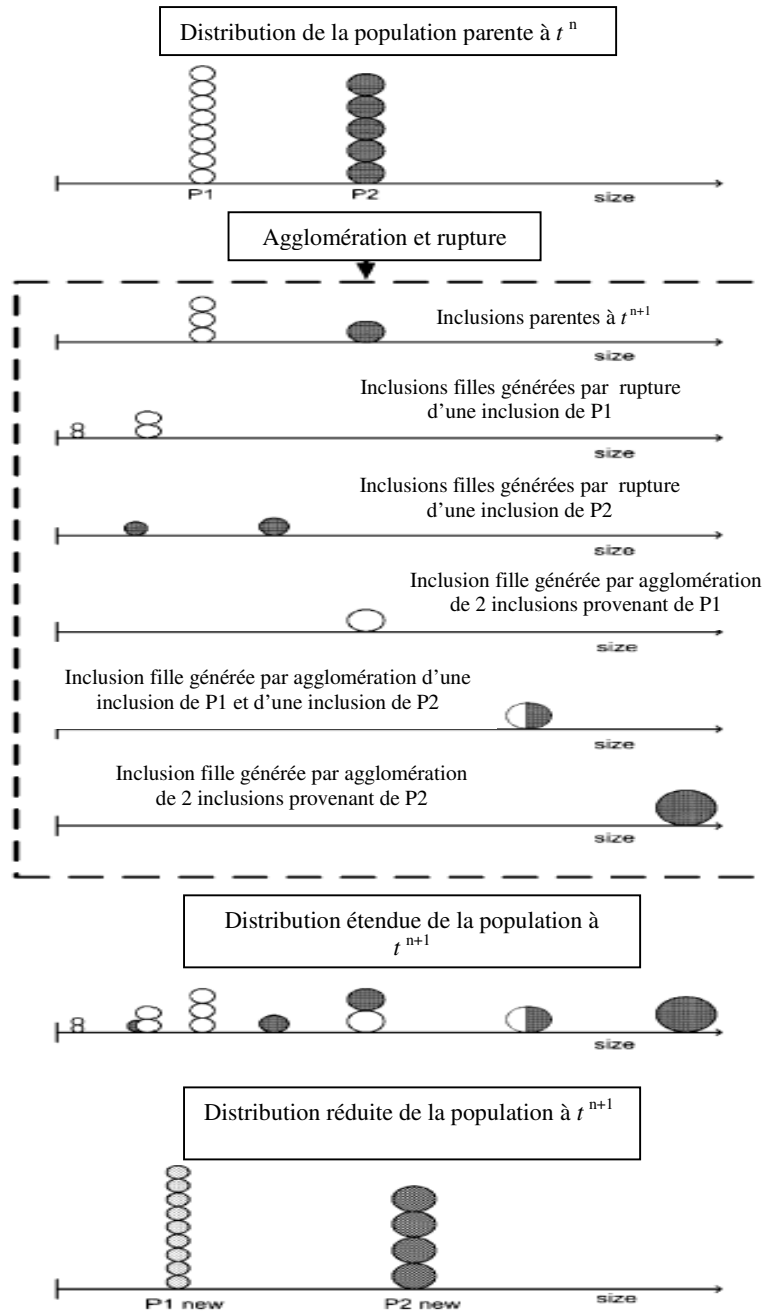 Distribution de la population parente à t n
P1 P2 size
Agglomération et rupture
Inclusions parentes à t n+1
size
Inclusions filles générées par rupture
d'une inclusion de P1
size
Inclusions filles générées par rupture
d'une inclusion de P2
size
Inclusion fille générée par agglomération
de 2 inclusions provenant de P1
size
Inclusion fille générée par agglomération d'une
inclusion de P1 et d'une inclusion de P2
size
Inclusion fille générée par agglomération
de 2 inclusions provenant de P2
size
Distribution étendue de la population à
t n+1
size
Distribution réduite de la population à t n+1
P1 new P2 new size